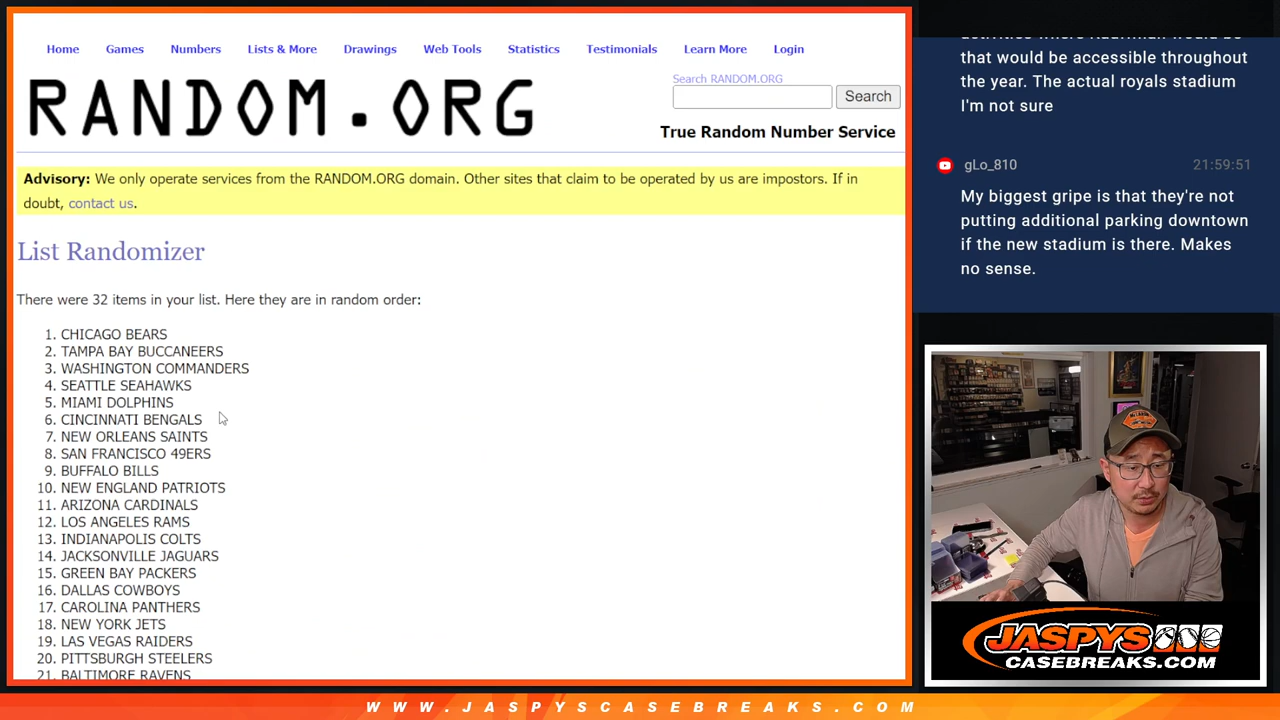 Home Games Numbers Lists & More Drawings Web Tools Statistics Testimonials Learn More Login
RANDOM.ORG
Search RANDOM.ORG
Search
True Random Number Service
Advisory: We only operate services from the RANDOM.ORG domain. Other sites that claim to be operated by us are impostors. If in
doubt, contact us.
List Randomizer
There were 32 items in your list. Here they are in random order:
1. CHICAGO BEARS
2. TAMPA BAY BUCCANEERS
3. WASHINGTON COMMANDERS
4. SEATTLE SEAHAWKS
5. MIAMI DOLPHINS
6. CINCINNATI BENGALS
7. NEW ORLEANS SAINTS
8. SAN FRANCISCO 49ERS
9. BUFFALO BILLS
10. NEW ENGLAND PATRIOTS
11. ARIZONA CARDINALS
12. LOS ANGELES RAMS
13. INDIANAPOLIS COLTS
14. JACKSONVILLE JAGUARS
15. GREEN BAY PACKERS
16. DALLAS COWBOYS
17. CAROLINA PANTHERS
18. NEW YORK JETS
19. LAS VEGAS RAIDERS
20. PITTSBURGH STEELERS
21. BALTIMORE RAVENS
that would be accessible throughout
the year. The actual royals stadium
I'm not sure
gLo_810 21:59:51
My biggest gripe is that they're not
putting additional parking downtown
if the new stadium is there. Makes
no sense.
JASPYS
CASEBREAKS.COM
WWW.JASPYSCASEBREAKS.COM